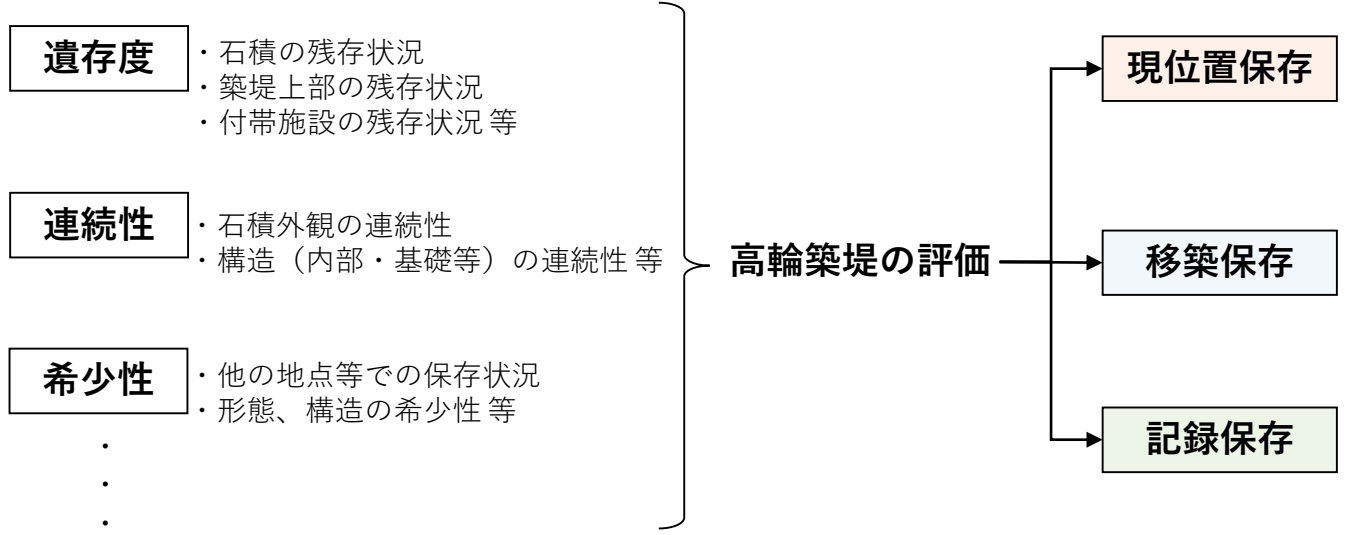 遺存度
・石積の残存状況
・築堤上部の残存状況
・付帯施設の残存状況 等
連続性
・石積外観の連続性
・構造（内部・基礎等）の連続性 等
希少性
・他の地点等での保存状況
・形態、構造の希少性 等
・
・
・
高輪築堤の評価
現位置保存
移築保存
記録保存